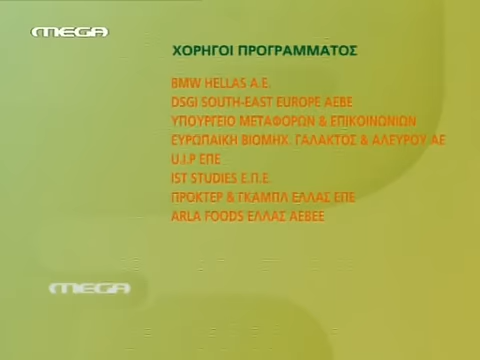 MEGA
ΧΟΡΗΓΟΙ ΠΡΟΓΡΑΜΜΑΤΟΣ
BMW HELLAS A.E.
DSGI SOUTH-EAST EUROPE AEBE
ΥΠΟΥΡΓΕΙΟ ΜΕΤΑΦΟΡΩΝ & ΕΠΙΚΟΙΝΩΝΙΩΝ
ΕΥΡΩΠΑΙΚΗ ΒΙΟΜΗΧ. ΓΑΛΑΚΤΟΣ & ΑΛΕΥΡΟΥ ΑΕ
U.I.P ΕΠΕ
IST STUDIES Ε.Π.Ε.
ΠΡΟΚΤΕΡ & ΓΚΑΜΠΛ ΕΛΛΑΣ ΕΠΕ
ARLA FOODS ΕΛΛΑΣ ΑΕΒΕΕ
MEGA